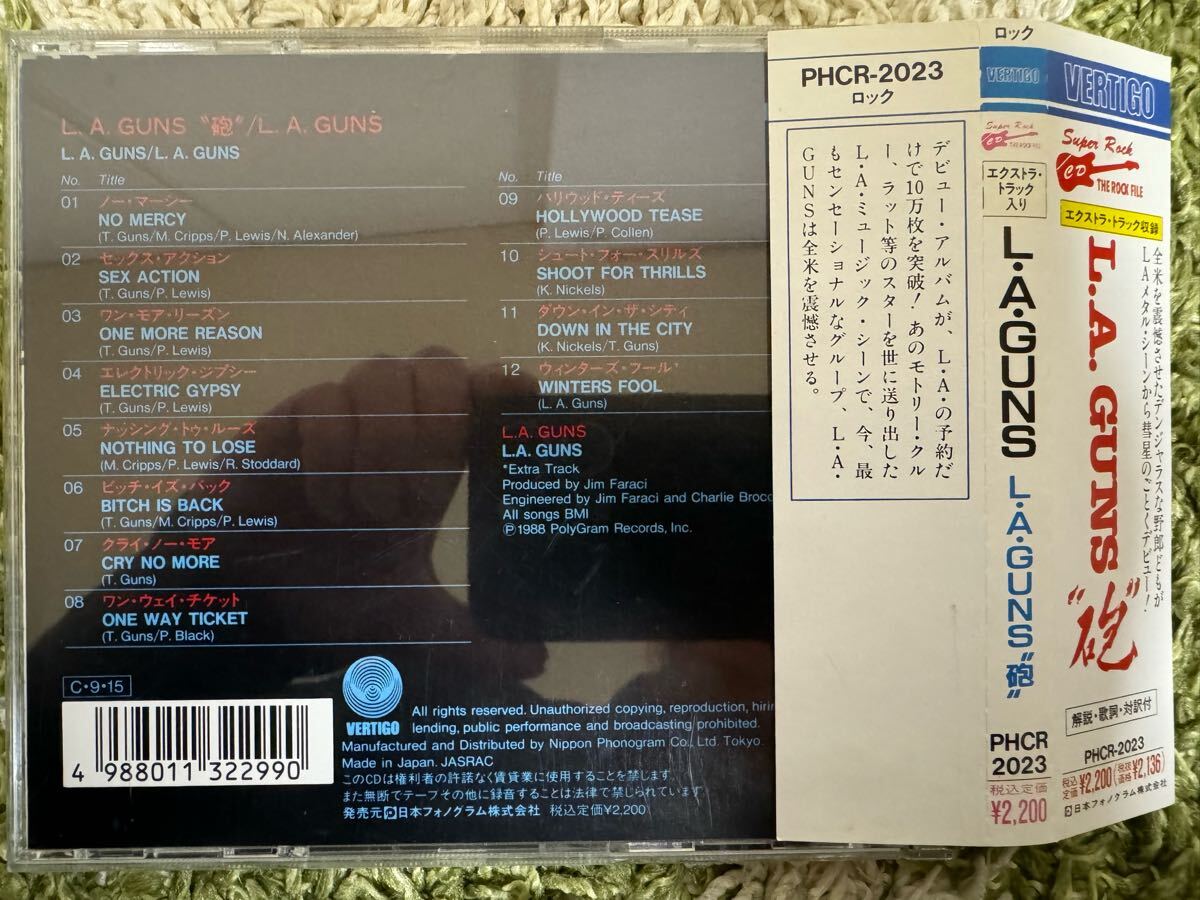 L. A. GUNS “砲”/L. A. GUNS
L. A. GUNS/L. A. GUNS
No. Title
01 ノー・マーシー
NO MERCY
(T. Guns/M. Cripps/P. Lewis/N. Alexander)
02 セックス・アクション
SEX ACTION
(T. Guns/P. Lewis)
03 ワン・モア・リーズン
ONE MORE REASON
(T. Guns/P. Lewis)
04 エレクトリック・ジプシー
ELECTRIC GYPSY
(T. Guns/P. Lewis)
05 ナッシング・トゥ・ルーズ
NOTHING TO LOSE
(M. Cripps/P. Lewis/R. Stoddard)
06 ビッチ・イズ・バック
BITCH IS BACK
(T. Guns/M. Cripps/P. Lewis)
07 クライ・ノー・モア
CRY NO MORE
(T. Guns)
08 ワン・ウェイ・チケット
ONE WAY TICKET
(T. Guns/P. Black)
No. Title
09 ハリウッド・ティーズ
HOLLYWOOD TEASE
(P. Lewis/P. Collen)
10 シュート・フォー・スリルズ
SHOOT FOR THRILLS
(K. Nickels)
11 ダウン・イン・ザ・シティ
DOWN IN THE CITY
(K. Nickels/T. Guns)
12 ウィンターズ・フール*
WINTERS FOOL
(L. A. Guns)
L.A. GUNS
L.A. GUNS
*Extra Track
Produced by Jim Faraci
Engineered by Jim Faraci and Charlie Brocco
All songs BMI
Ⓟ1988 PolyGram Records, Inc.
C・9・15
4 988011 322990
VERTIGO
All rights reserved. Unauthorized copying, reproduction, hirin
lending, public performance and broadcasting prohibited.
Manufactured and Distributed by Nippon Phonogram Co., Ltd. Tokyo.
Made in Japan. JASRAC
このCDは権利者の許諾なく賃貸業に使用することを禁じます。
また無断でテープその他に録音することは法律で禁じられています。
発売元 日本フォノグラム株式会社 税込定価¥2,200
PHCR-2023
ロック
デビュー・アルバムが、L・A・の予約だ
けで10万枚を突破！あのモトリー・クル
ー、ラット等のスターを世に送り出した
L・A・ミュージック・シーンで、今、最
もセンセーショナルなグループ、L・A・
GUNSは全米を震憾させる。
ロック
VERTIGO
Super Rock
CD THE ROCK FILE
エクストラ・
トラック
入り
L・A・GUNS
L・A・GUNS“砲”
PHCR
2023
税込定価
¥2,200
VERTIGO
Super Rock
CD THE ROCK FILE
エクストラ・トラック収録
全米を震憾させたデンジャラスな野郎どもが
LAメタル・シーンから彗星のごとくデビュー！
L.A. GUNS“砲”
解説・歌詞・対訳付
PHCR-2023
税込定価¥2,200(税抜価格¥2,136)
日本フォノグラム株式会社